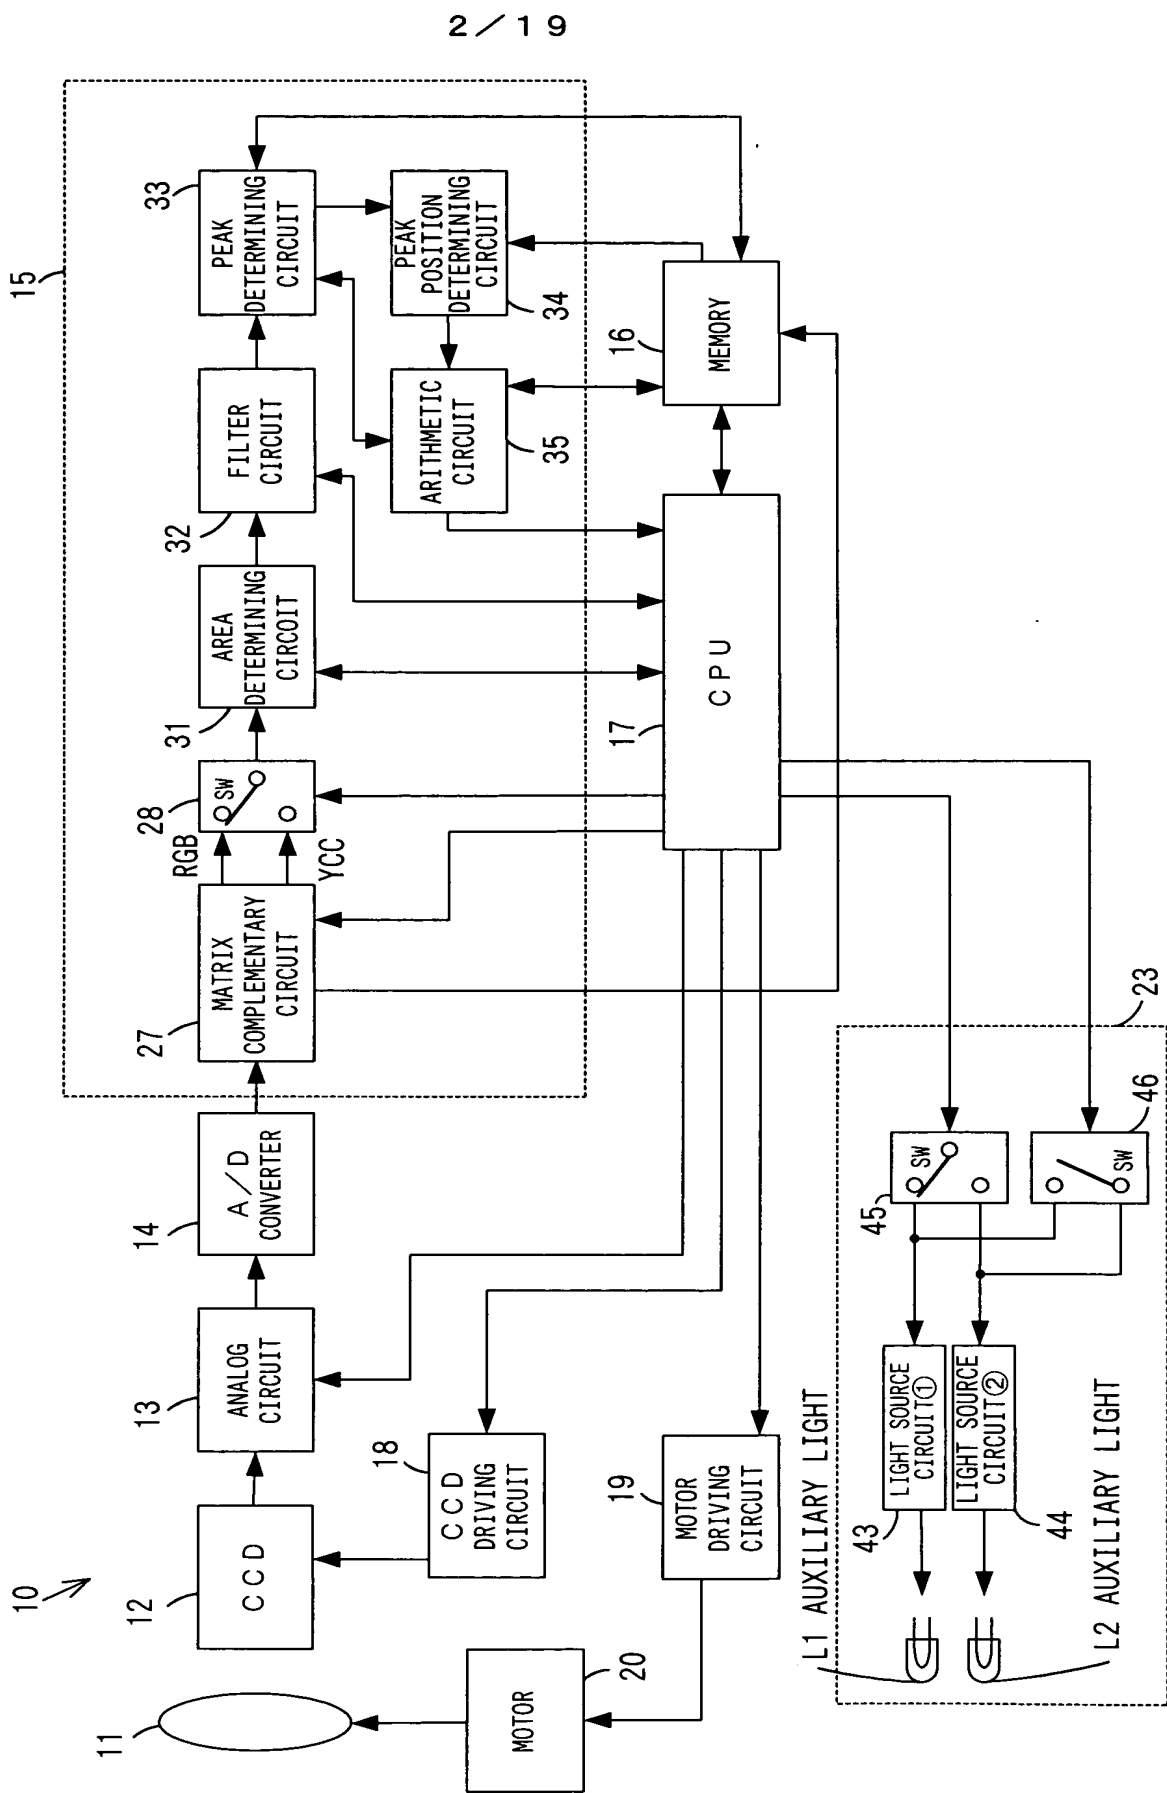 2/19
10
11
12
CCD
13
ANALOG
CIRCUIT
14
A/D
CONVERTER
15
27
MATRIX
COMPLEMENTARY
CIRCUIT
RGB
YCC
28
SW
31
AREA
DETERMINING
CIRCOIT
32
FILTER
CIRCUIT
33
PEAK
DETERMINING
CIRCUIT
PEAK
POSITION
DETERMINING
CIRCUIT
34
ARITHMETIC
CIRCUIT
35
16
MEMORY
17
CPU
18
CCD
DRIVING
CIRCUIT
19
MOTOR
DRIVING
CIRCUIT
MOTOR
20
23
45
SW
46
SW
LIGHT SOURCE
CIRCUIT①
43
LIGHT SOURCE
CIRCUIT②
44
L1 AUXILIARY LIGHT
L2 AUXILIARY LIGHT